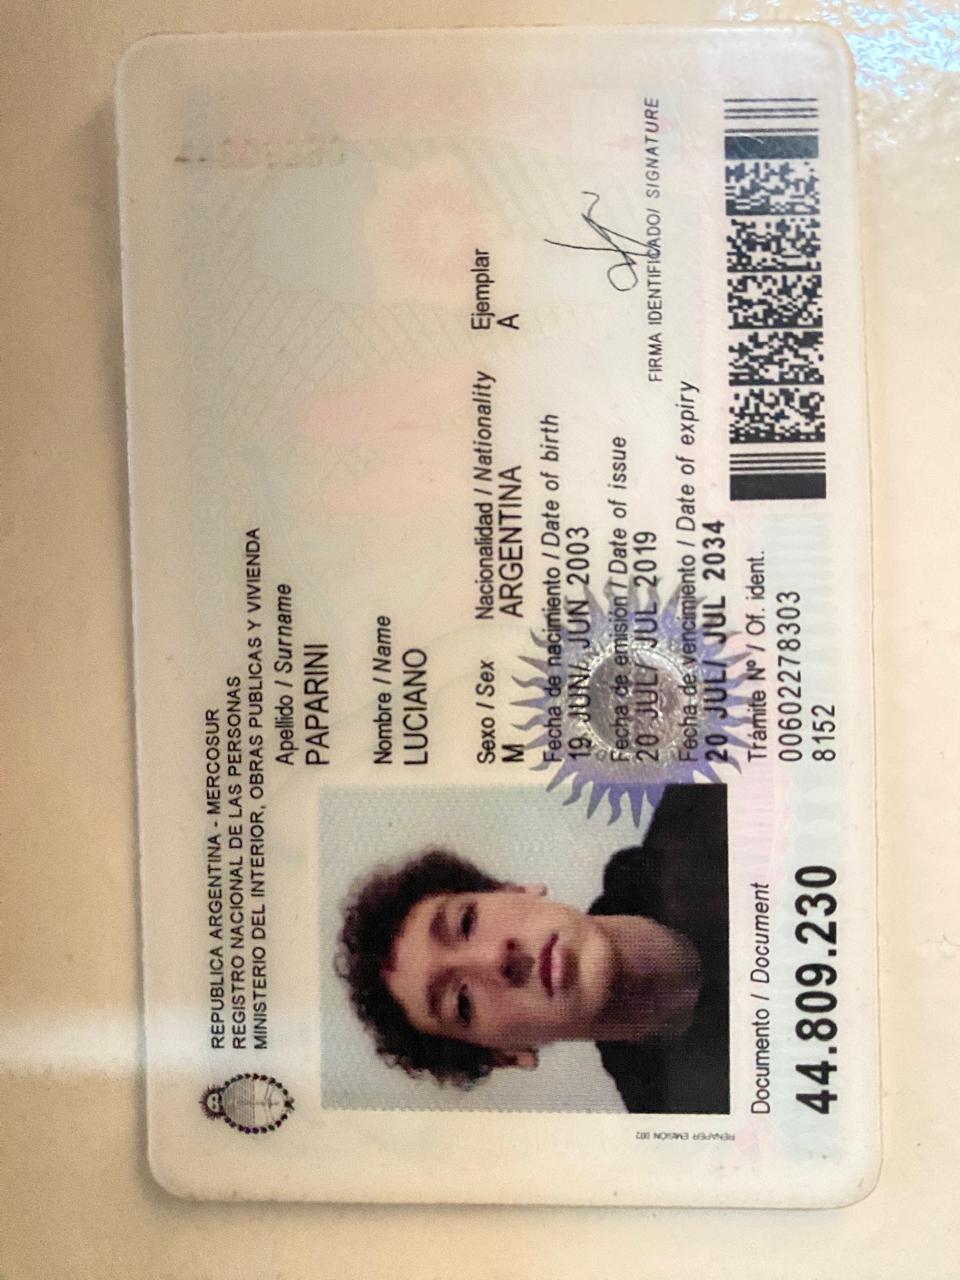 REPUBLICA ARGENTINA - MERCOSUR
REGISTRO NACIONAL DE LAS PERSONAS
MINISTERIO DEL INTERIOR, OBRAS PUBLICAS Y VIVIENDA
Apellido / Surname
PAPARINI
Nombre / Name
LUCIANO
Sexo / Sex Nacionalidad / Nationality Ejemplar
M ARGENTINA A
Fecha de nacimiento / Date of birth
19 JUN/ JUN 2003
Fecha de emisión / Date of issue
20 JUL/ JUL 2019
FIRMA IDENTIFICADO/ SIGNATURE
Fecha de vencimiento / Date of expiry
20 JUL/ JUL 2034
Documento / Document
44.809.230
Trámite Nº / Of. ident.
00602278303
8152
RENAPER EMISION 002